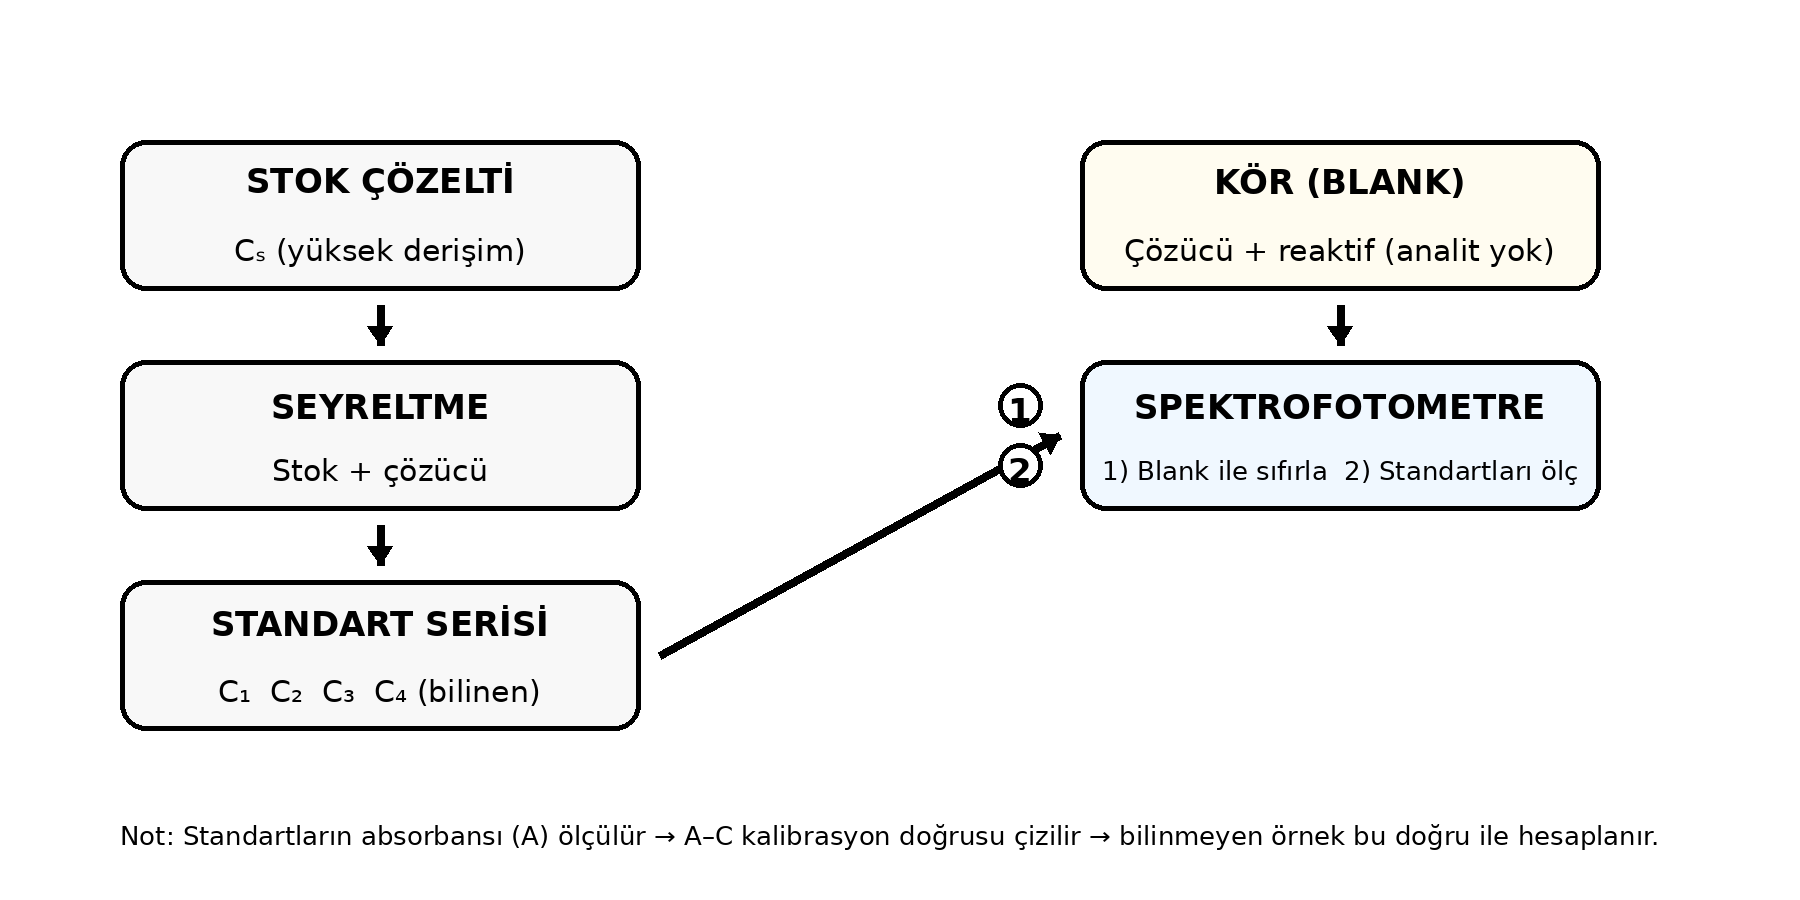 STOK ÇÖZELTİ
Cₛ (yüksek derişim)
SEYRELTME
Stok + çözücü
STANDART SERİSİ
C₁ C₂ C₃ C₄ (bilinen)
KÖR (BLANK)
Çözücü + reaktif (analit yok)
1
2
SPEKTROFOTOMETRE
1) Blank ile sıfırla 2) Standartları ölç
Not: Standartların absorbansı (A) ölçülür → A–C kalibrasyon doğrusu çizilir → bilinmeyen örnek bu doğru ile hesaplanır.